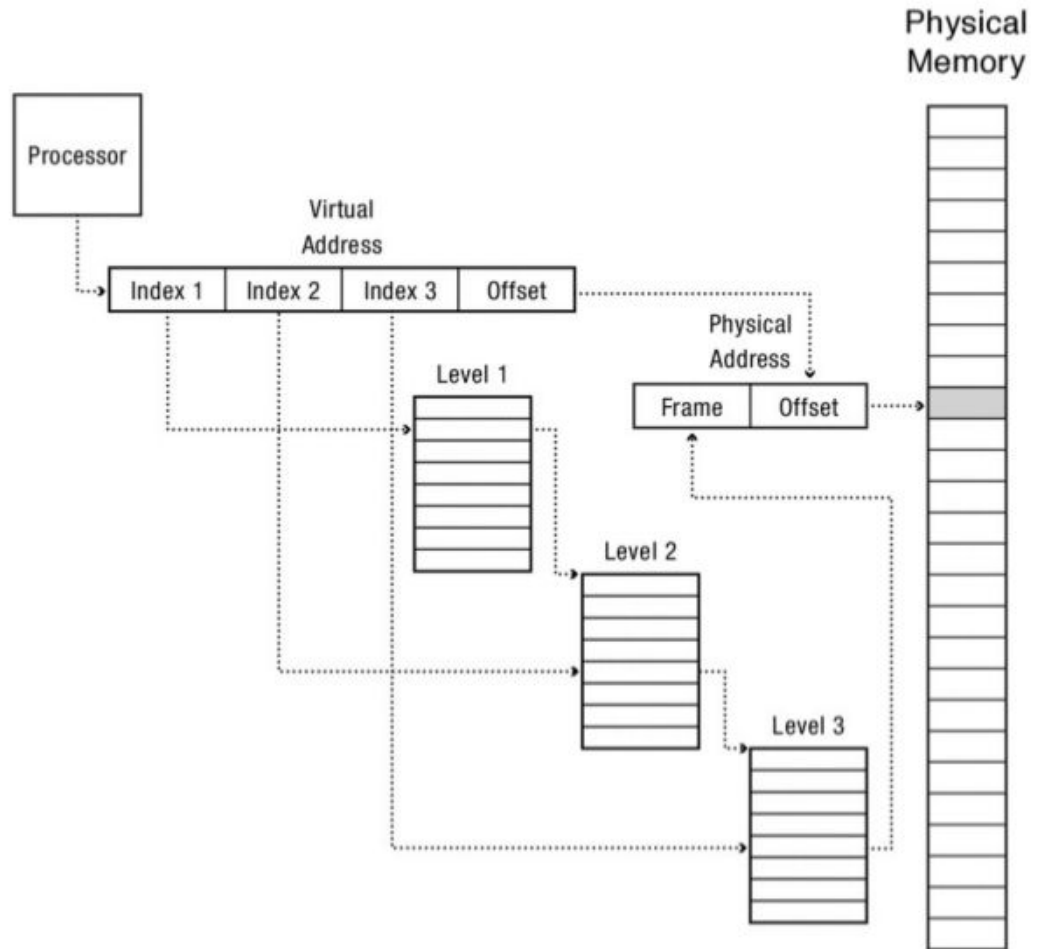 Physical
Memory
Processor
Virtual
Address
Index 1 Index 2 Index 3 Offset
Physical
Address
Level 1
Frame Offset
Level 2
Level 3